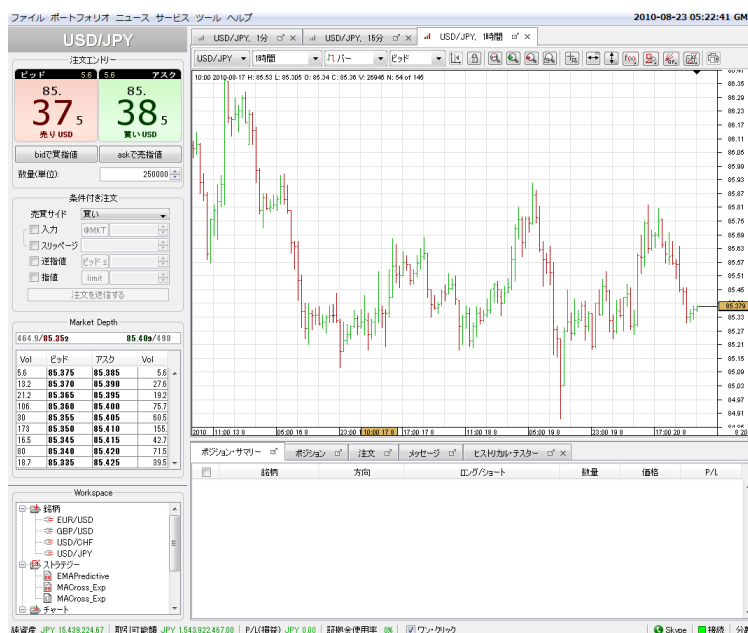 ファイル ポートフォリオ ニュース サービス ツール ヘルプ
2010-08-23 05:22:41 GM
USD/JPY
注文エントリー
ビッド 5.6 5.6 アスク
85. 85.
37 5 38 5
売り USD 買い USD
bidで買指値 askで売指値
数量(単位): 250000
条件付き注文
売買サイド 買い
入力 @MKT
スリッページ
逆指値 ビッド s
指値 limit
注文を送信する
Market Depth
464.9/85.352 85.409/498
Vol ビッド アスク Vol
5.6 85.375 85.385 5.6
13.2 85.370 85.390 27.6
21.2 85.365 85.395 19.2
106. 85.360 85.400 75.7
30 85.355 85.405 60.5
173 85.350 85.410 155.
16.5 85.345 85.415 42.7
80 85.340 85.420 71.5
18.7 85.335 85.425 39.5
Workspace
銘柄
EUR/USD
GBP/USD
USD/CHF
USD/JPY
ストラテジー
EMAPredictive
MACross_Exp
MACross_Exp
チャート
USD/JPY, 1分 USD/JPY, 15分 USD/JPY, 1時間
USD/JPY 1時間 バー ビッド
10:00 2010-08-17 H: 85.53 L: 85.305 O: 85.34 C: 85.36 V: 26945 N: 54 of 146
86.41
86.35
86.29
86.23
86.17
86.11
86.05
85.99
85.93
85.87
85.81
85.75
85.69
85.63
85.57
85.51
85.45
85.379
85.33
85.27
85.21
85.15
85.09
85.03
84.97
84.91
84.85
2010 11:00 13 8 05:00 16 8 23:00 1 10:00 17 8 17:00 17 8 11:00 18 8 05:00 19 8 23:00 19 8 17:00 20 8 8 20
ポジション・サマリー ポジション 注文 メッセージ ヒストリカル・テスター
銘柄 方向 ロング/ショート 数量 価格 P/L
純資産 JPY 15,439,224.67 取引可能額 JPY 1,543,922,467.00 P/L(損益) JPY 0.00 証拠金使用率 0% ワン・クリック Skype 接続 分割